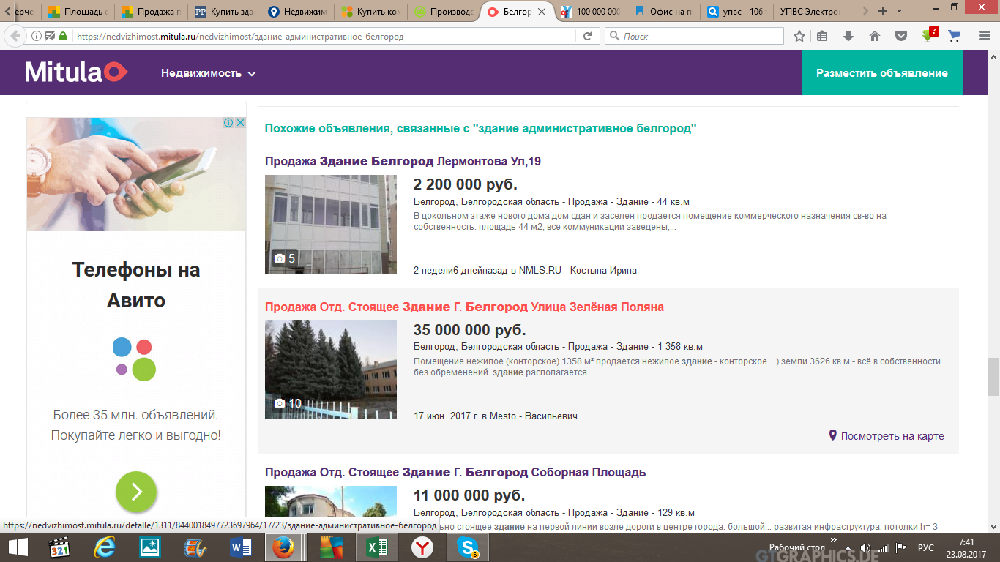 ерче
Площадь с
Продажа п
Купить зда
Недвижим
Купить ком
Производс
Белгор
100 000 000
Офис на пр
упвс - 106
УПВС Электро
https://nedvizhimost.mitula.ru/nedvizhimost/здание-административное-белгород
Поиск
Mitula
Недвижимость
Разместить объявление
Похожие объявления, связанные с "здание административное белгород"
Продажа Здание Белгород Лермонтова Ул,19
2 200 000 руб.
Белгород, Белгородская область - Продажа - Здание - 44 кв.м
В цокольном этаже нового дома дом сдан и заселен продается помещение коммерческого назначения св-во на
собственность. площадь 44 м2, все коммуникации заведены,...
5
2 недели6 днейназад в NMLS.RU - Костына Ирина
Телефоны на
Авито
Более 35 млн. объявлений.
Покупайте легко и выгодно!
Продажа Отд. Стоящее Здание Г. Белгород Улица Зелёная Поляна
35 000 000 руб.
Белгород, Белгородская область - Продажа - Здание - 1 358 кв.м
Помещение нежилое (конторское) 1358 м² продается нежилое здание - конторское... ) земли 3626 кв.м.- всё в собственности
без обременений. здание располагается...
10
17 июн. 2017 г. в Mesto - Васильевич
Посмотреть на карте
Продажа Отд. Стоящее Здание Г. Белгород Соборная Площадь
11 000 000 руб.
Белгород, Белгородская область - Продажа - Здание - 129 кв.м
льно стоящее здание на первой линии возле дороги в центре города. большой... развитая инфраструктура. потолки h= 3
https://nedvizhimost.mitula.ru/detalle/1311/8440018497723697964/17/23/здание-административное-белгород
321
6
Рабочий стол
РУС
7:41
23.08.2017
GTGRAPHICS.DE